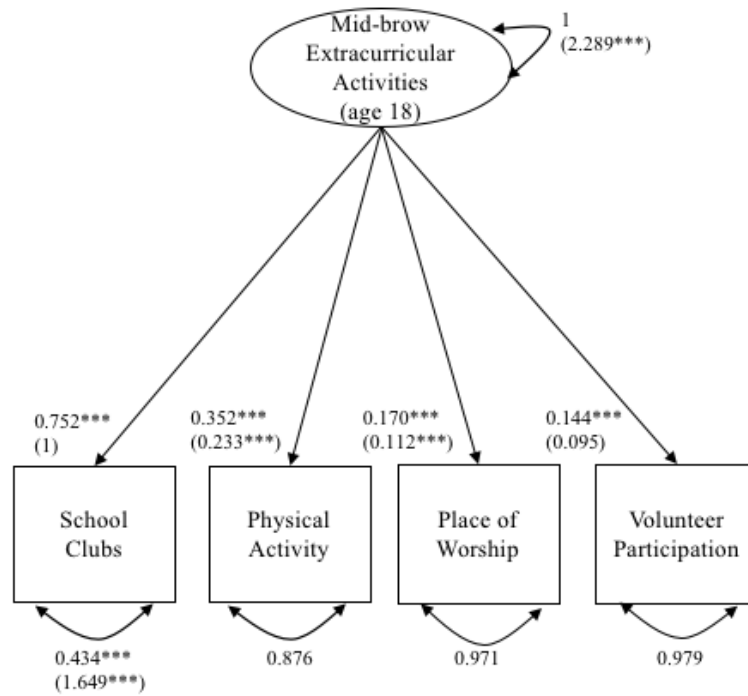 Mid-brow
Extracurricular
Activities
(age 18)
1
(2.289***)
0.752***
(1)
0.352***
(0.233***)
0.170***
(0.112***)
0.144***
(0.095)
School
Clubs
Physical
Activity
Place of
Worship
Volunteer
Participation
0.434***
(1.649***)
0.876
0.971
0.979